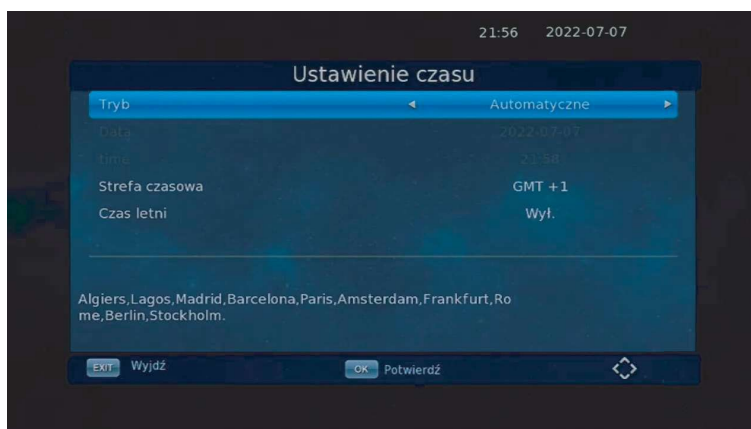 21:56 2022-07-07
Ustawienie czasu
Tryb Automatyczne
Data 2022-07-07
time 21:58
Strefa czasowa GMT +1
Czas letni Wył.
Algiers,Lagos,Madrid,Barcelona,Paris,Amsterdam,Frankfurt,Ro
me,Berlin,Stockholm.
EXIT Wyjdź OK Potwierdź